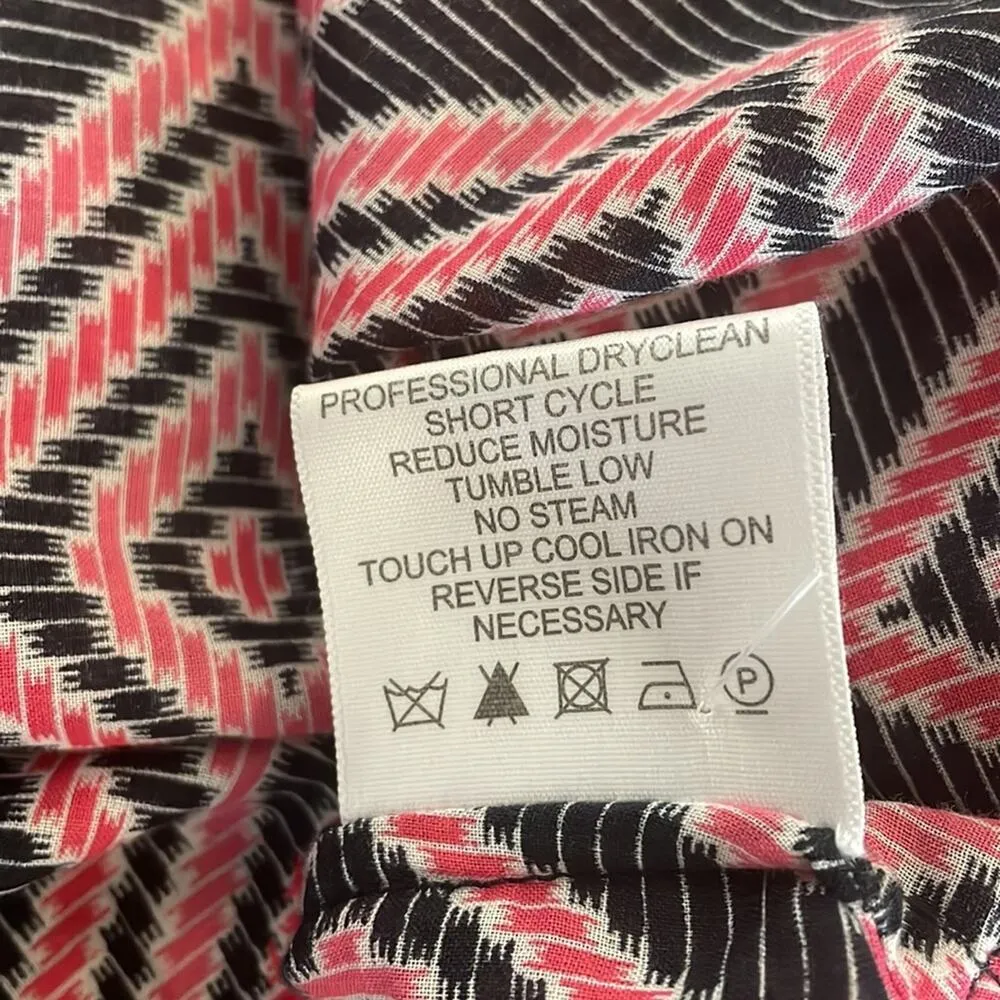 PROFESSIONAL DRYCLEAN
SHORT CYCLE
REDUCE MOISTURE
TUMBLE LOW
NO STEAM
TOUCH UP COOL IRON ON
REVERSE SIDE IF
NECESSARY
P